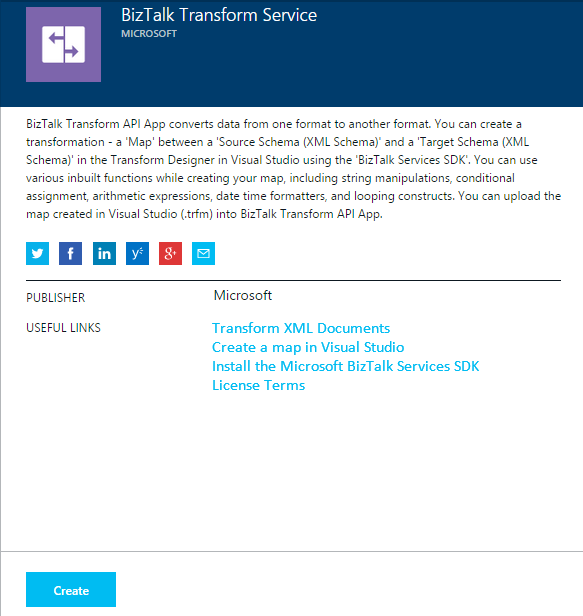 BizTalk Transform Service
MICROSOFT
BizTalk Transform API App converts data from one format to another format. You can create a
transformation - a 'Map' between a 'Source Schema (XML Schema)' and a 'Target Schema (XML
Schema)' in the Transform Designer in Visual Studio using the 'BizTalk Services SDK'. You can use
various inbuilt functions while creating your map, including string manipulations, conditional
assignment, arithmetic expressions, date time formatters, and looping constructs. You can upload the
map created in Visual Studio (.trfm) into BizTalk Transform API App.
f in y g+
PUBLISHER Microsoft
USEFUL LINKS Transform XML Documents
Create a map in Visual Studio
Install the Microsoft BizTalk Services SDK
License Terms
Create